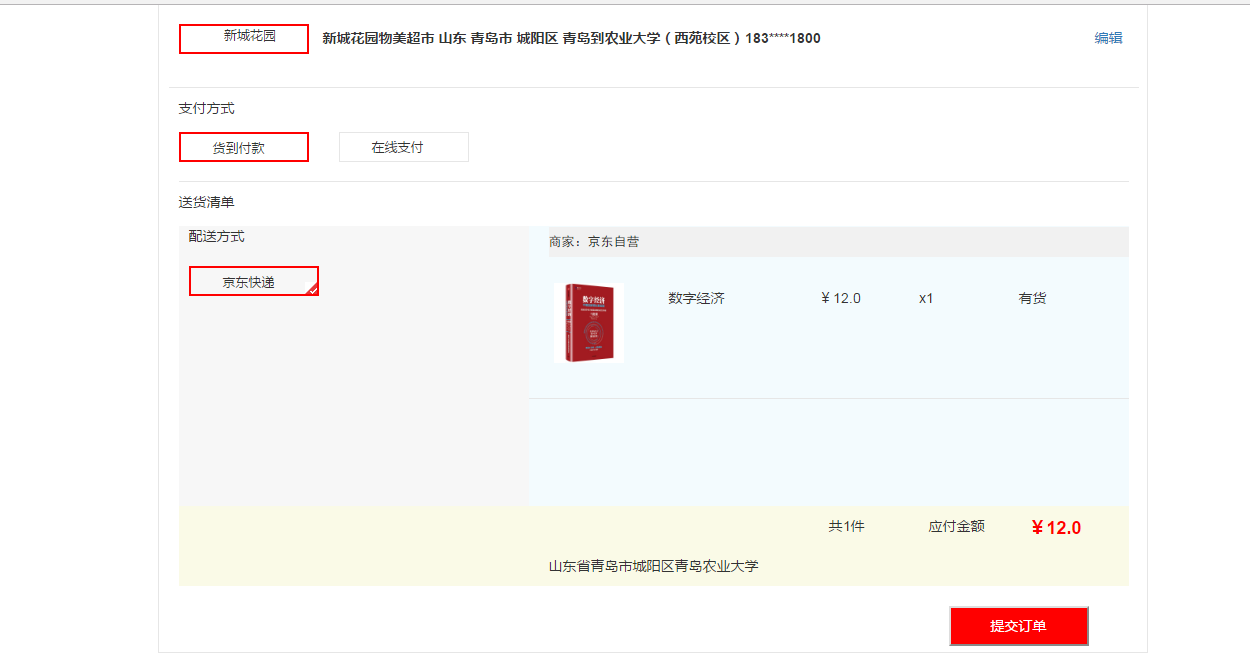 新城花园 新城花园物美超市 山东 青岛市 城阳区 青岛到农业大学（西苑校区）183****1800 编辑
支付方式
货到付款 在线支付
送货清单
配送方式
商家：京东自营
京东快递
数字经济
数字经济 ¥ 12.0 x1 有货
共1件 应付金额 ¥ 12.0
山东省青岛市城阳区青岛农业大学
提交订单